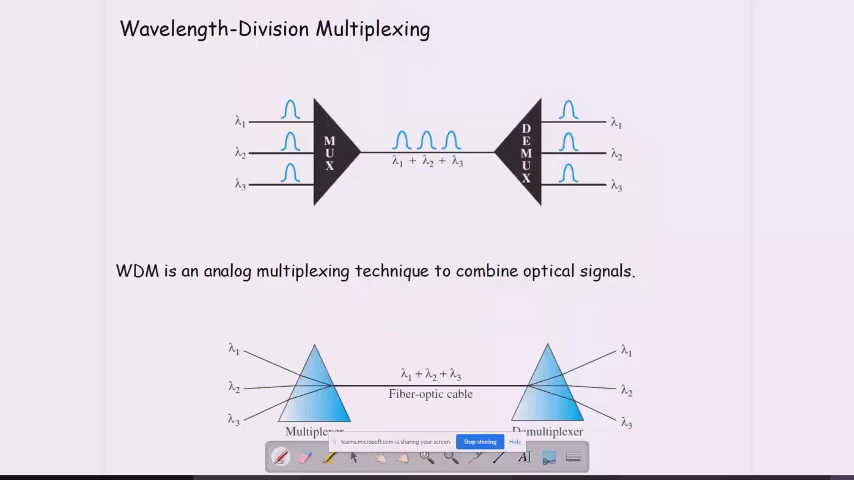 Wavelength-Division Multiplexing
λ1
λ2
λ3
MUX
λ1 + λ2 + λ3
DEMUX
λ1
λ2
λ3
WDM is an analog multiplexing technique to combine optical signals.
λ1
λ2
λ3
Multiplexer
λ1 + λ2 + λ3
Fiber-optic cable
λ1
λ2
λ3
Demultiplexer
learns.microsoft.com is sharing your screen. Stop sharing Hide
A